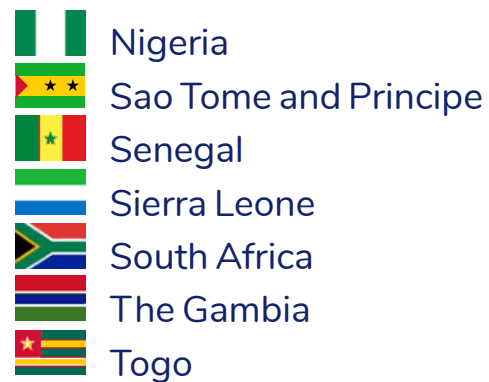 Nigeria
Sao Tome and Principe
Senegal
Sierra Leone
South Africa
The Gambia
Togo